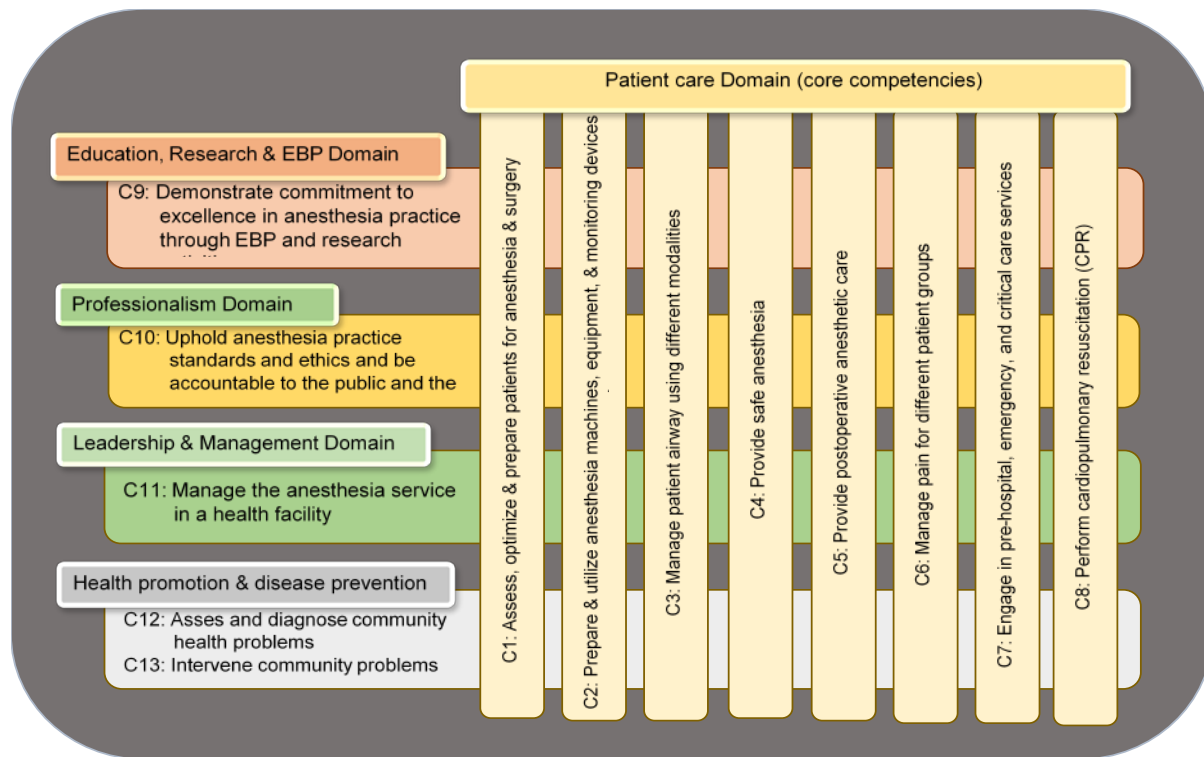 Patient care Domain (core competencies)
Education, Research & EBP Domain
C9: Demonstrate commitment to
excellence in anesthesia practice
through EBP and research
Professionalism Domain
C10: Uphold anesthesia practice
standards and ethics and be
accountable to the public and the
Leadership & Management Domain
C11: Manage the anesthesia service
in a health facility
Health promotion & disease prevention
C12: Asses and diagnose community
health problems
C13: Intervene community problems
C1: Assess, optimize & prepare patients for anesthesia & surgery
C2: Prepare & utilize anesthesia machines, equipment, & monitoring devices
C3: Manage patient airway using different modalities
C4: Provide safe anesthesia
C5: Provide postoperative anesthetic care
C6: Manage pain for different patient groups
C7: Engage in pre-hospital, emergency, and critical care services
C8: Perform cardiopulmonary resuscitation (CPR)